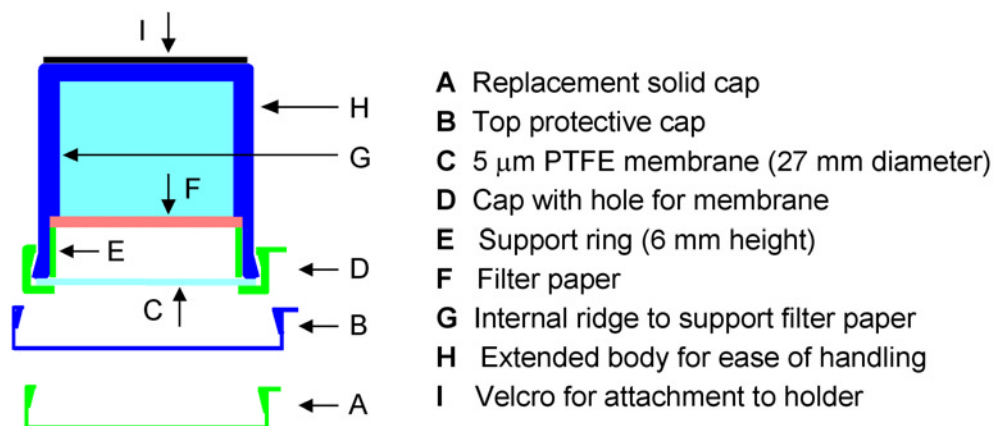 I
H
G
F
E
D
C
B
A
A Replacement solid cap
B Top protective cap
C 5 μm PTFE membrane (27 mm diameter)
D Cap with hole for membrane
E Support ring (6 mm height)
F Filter paper
G Internal ridge to support filter paper
H Extended body for ease of handling
I Velcro for attachment to holder